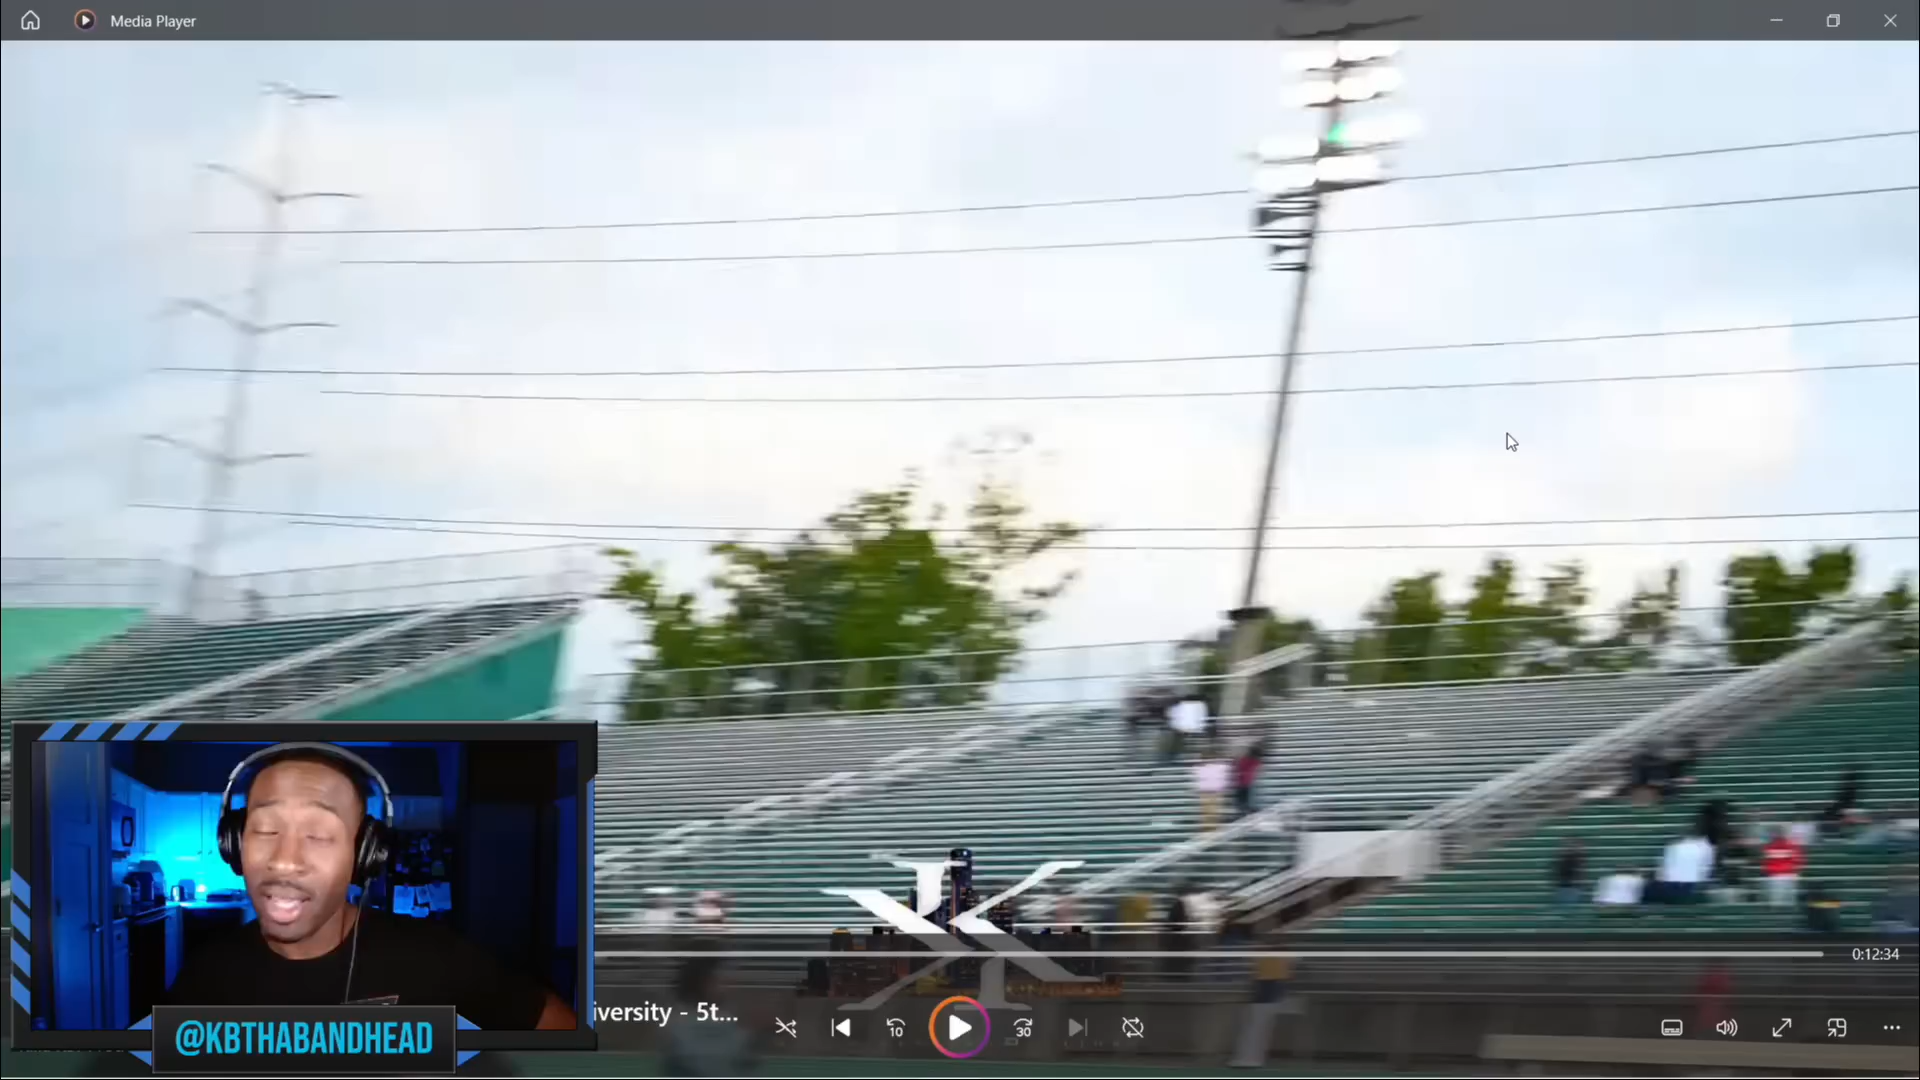 Media Player
0:12:34
iversity - 5t...
10
30
@KBTHABANDHEAD